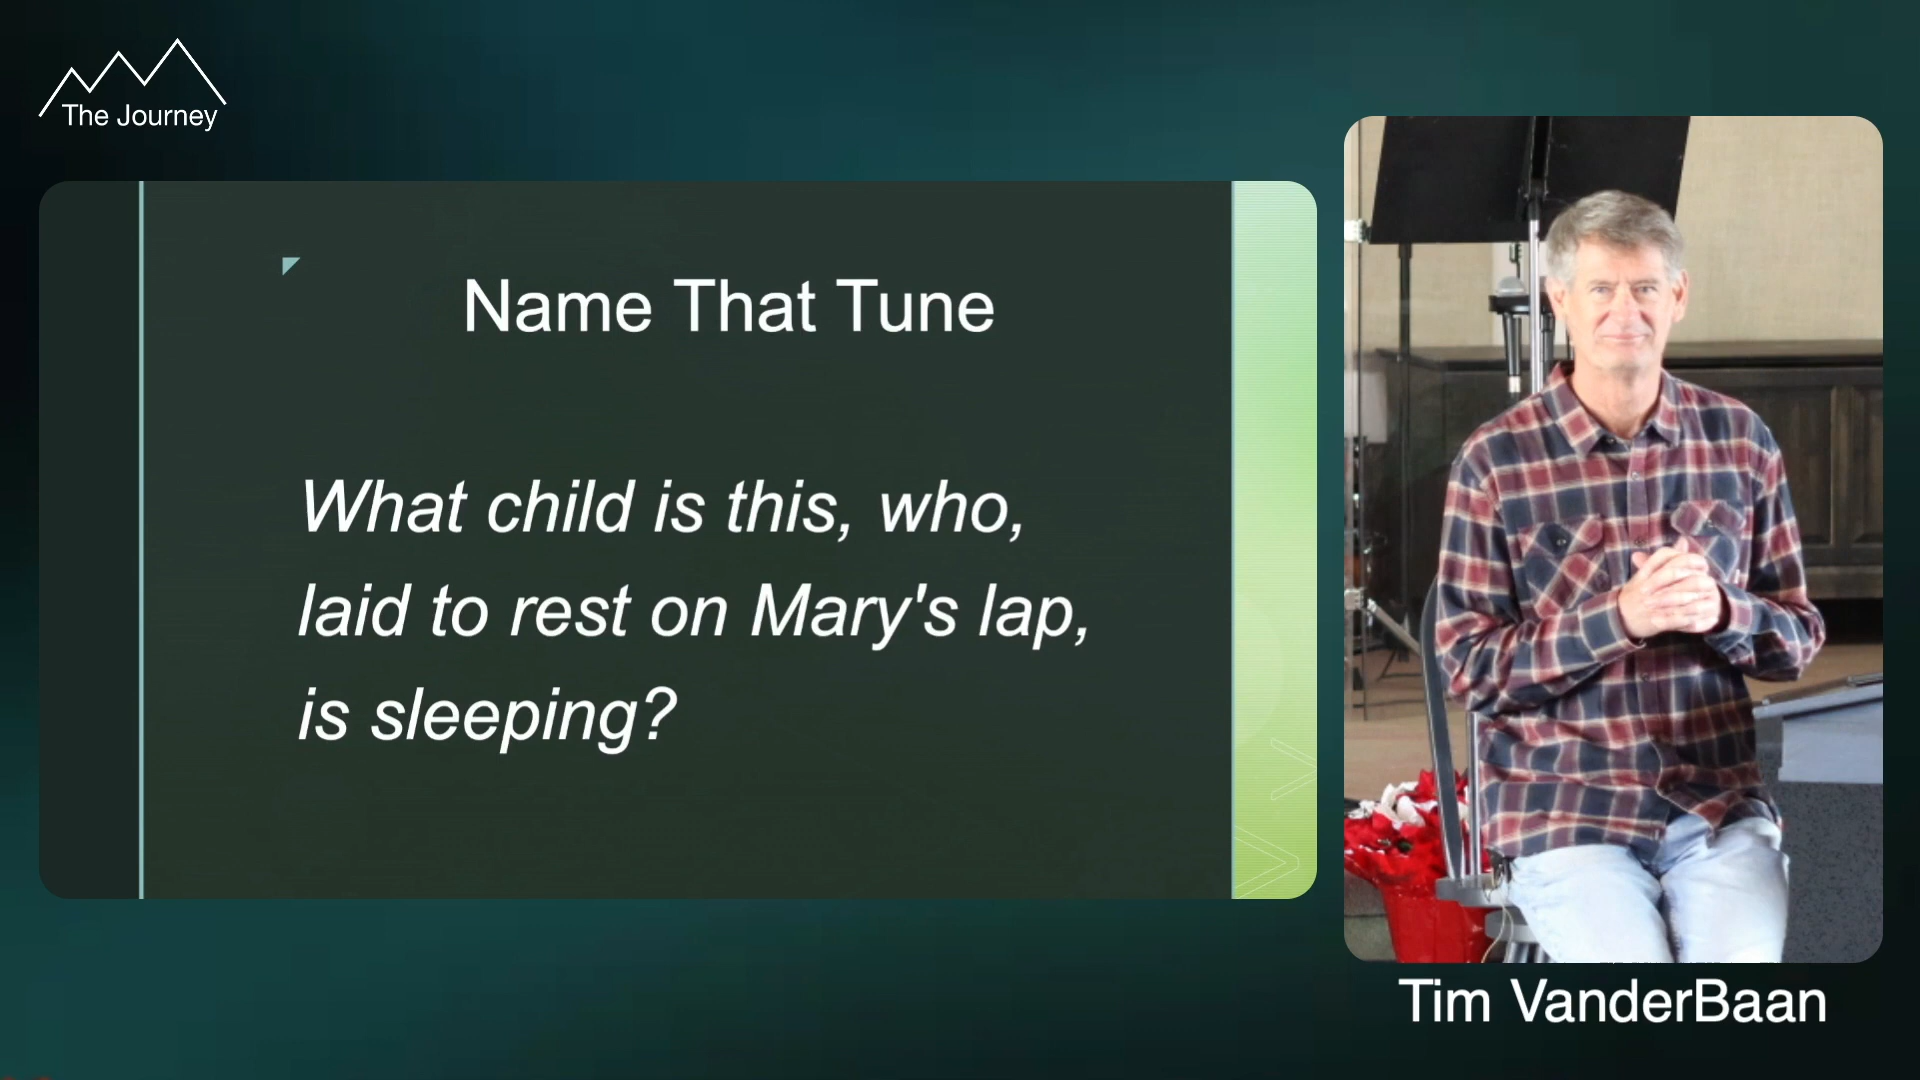 The Journey
Name That Tune
What child is this, who,
laid to rest on Mary's lap,
is sleeping?
Tim VanderBaan